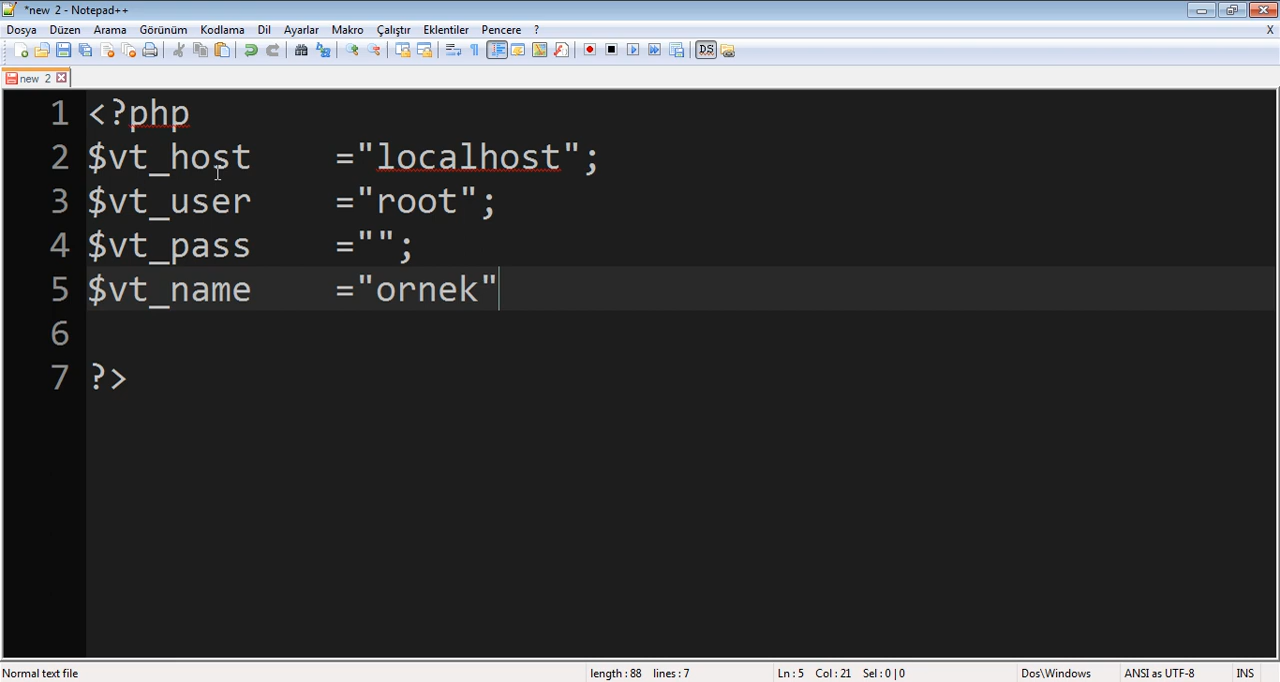 *new 2 - Notepad++
Dosya Düzen Arama Görünüm Kodlama Dil Ayarlar Makro Çalıştır Eklentiler Pencere ? X
new 2
1 <?php
2 $vt_host ="localhost";
3 $vt_user ="root";
4 $vt_pass ="";
5 $vt_name ="ornek"
6
7 ?>
Normal text file length : 88 lines : 7 Ln : 5 Col : 21 Sel : 0 | 0 Dos\Windows ANSI as UTF-8 INS